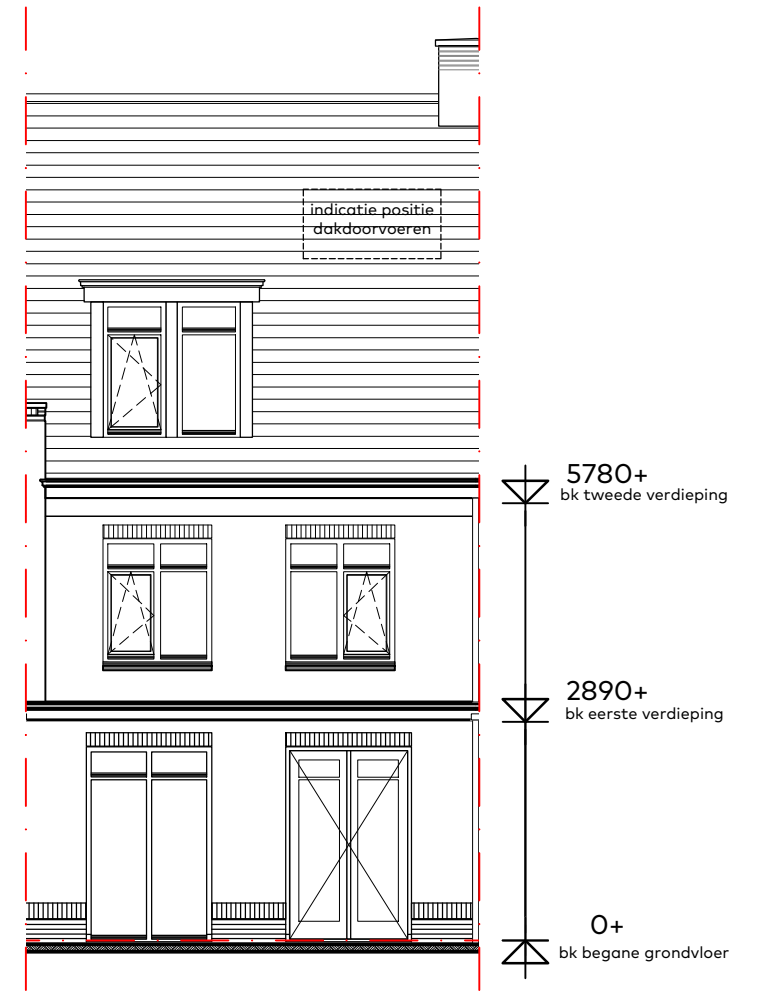 indicatie positie
dakdoorvoeren
5780+
bk tweede verdieping
2890+
bk eerste verdieping
0+
bk begane grondvloer